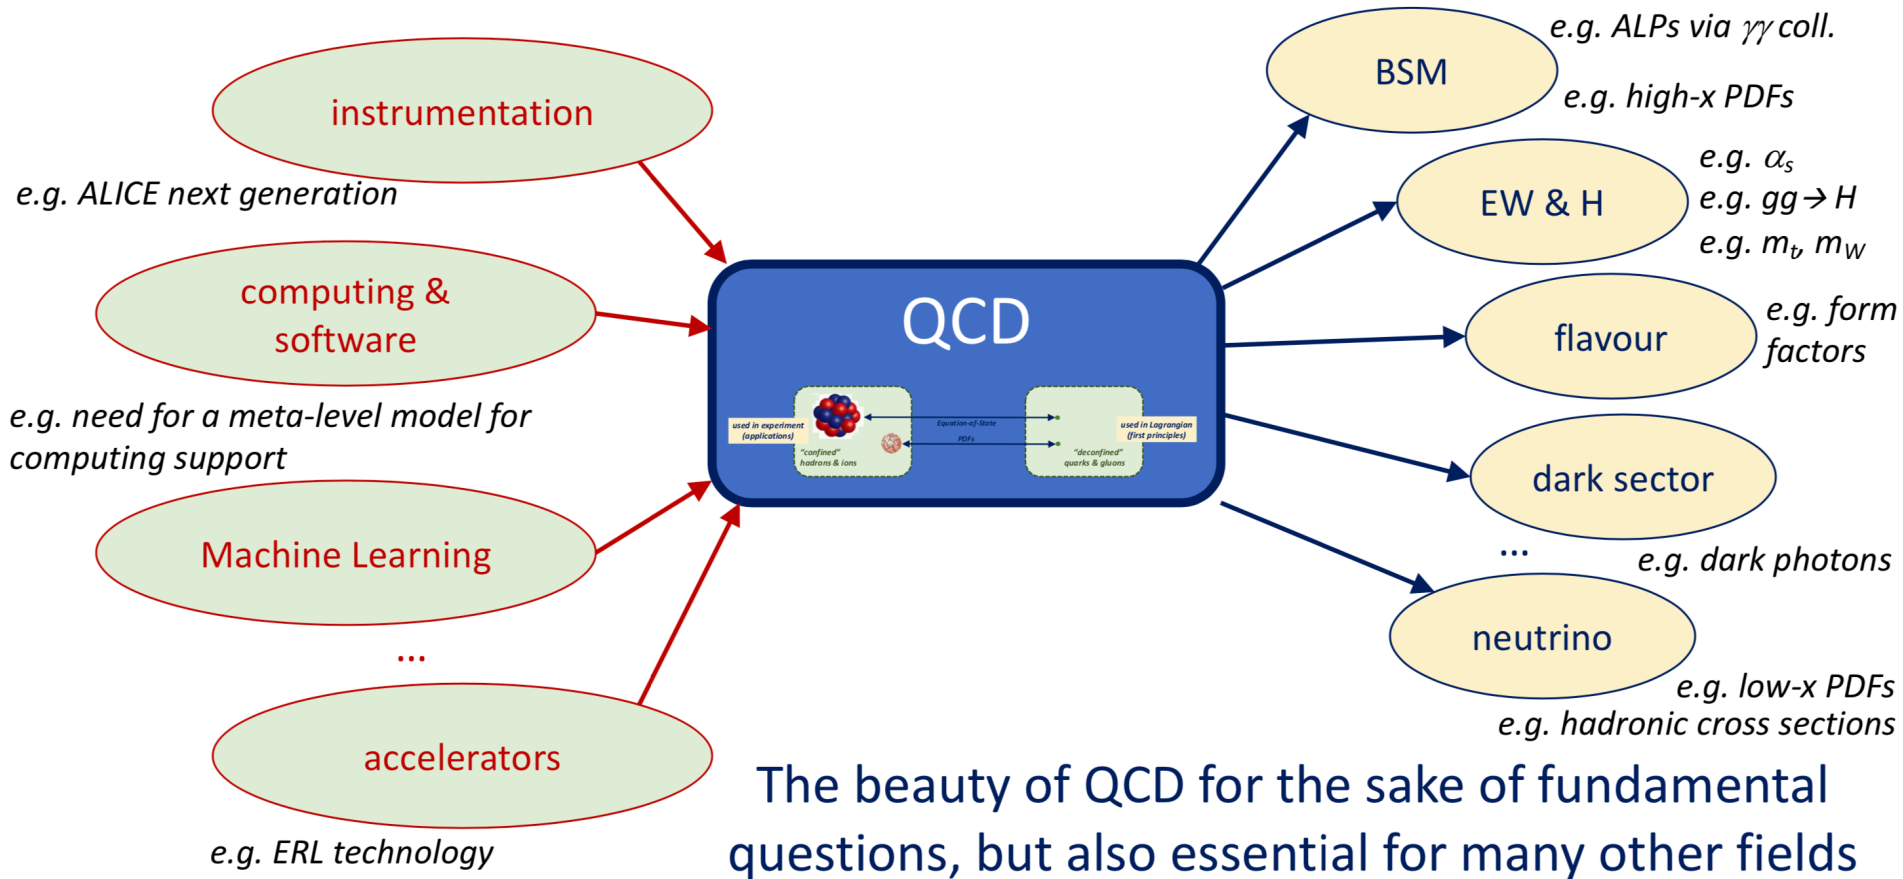 instrumentation
e.g. ALICE next generation
computing &
software
e.g. need for a meta-level model for
computing support
Machine Learning
...
accelerators
e.g. ERL technology
QCD
used in experiment
(applications)
"confined"
hadrons & ions
Equation-of-State
PDFs
"deconfined"
quarks & gluons
used in Lagrangian
(first principles)
BSM
e.g. ALPs via γγ coll.
e.g. high-x PDFs
EW & H
e.g. αs
e.g. gg→ H
e.g. mt, mW
flavour
e.g. form
factors
dark sector
...
e.g. dark photons
neutrino
e.g. low-x PDFs
e.g. hadronic cross sections
The beauty of QCD for the sake of fundamental
questions, but also essential for many other fields